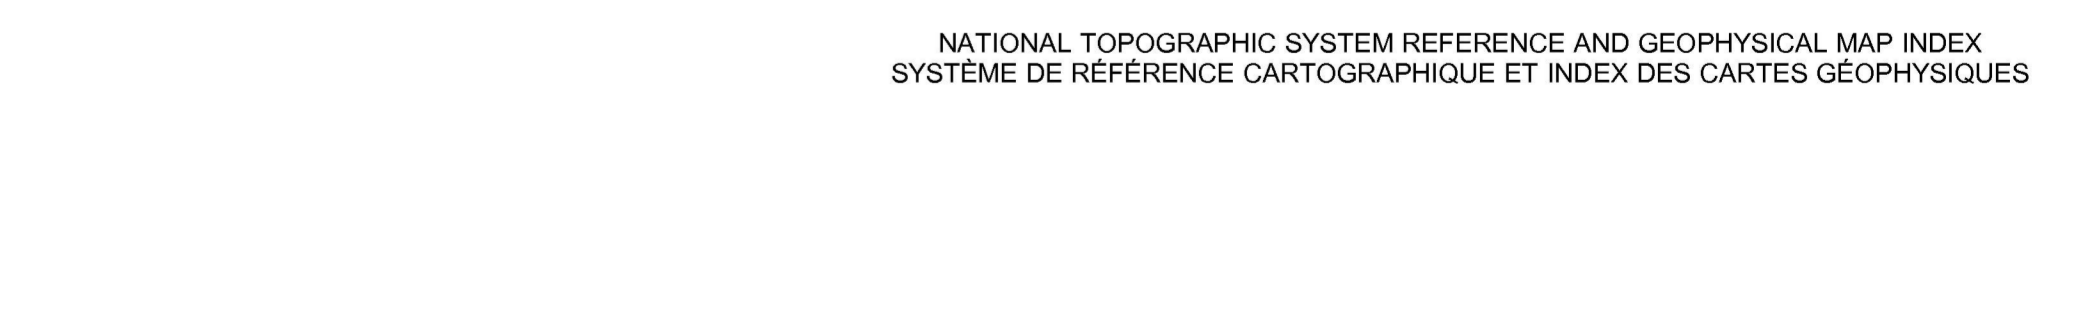 NATIONAL TOPOGRAPHIC SYSTEM REFERENCE AND GEOPHYSICAL MAP INDEX
SYSTÈME DE RÉFÉRENCE CARTOGRAPHIQUE ET INDEX DES CARTES GÉOPHYSIQUES